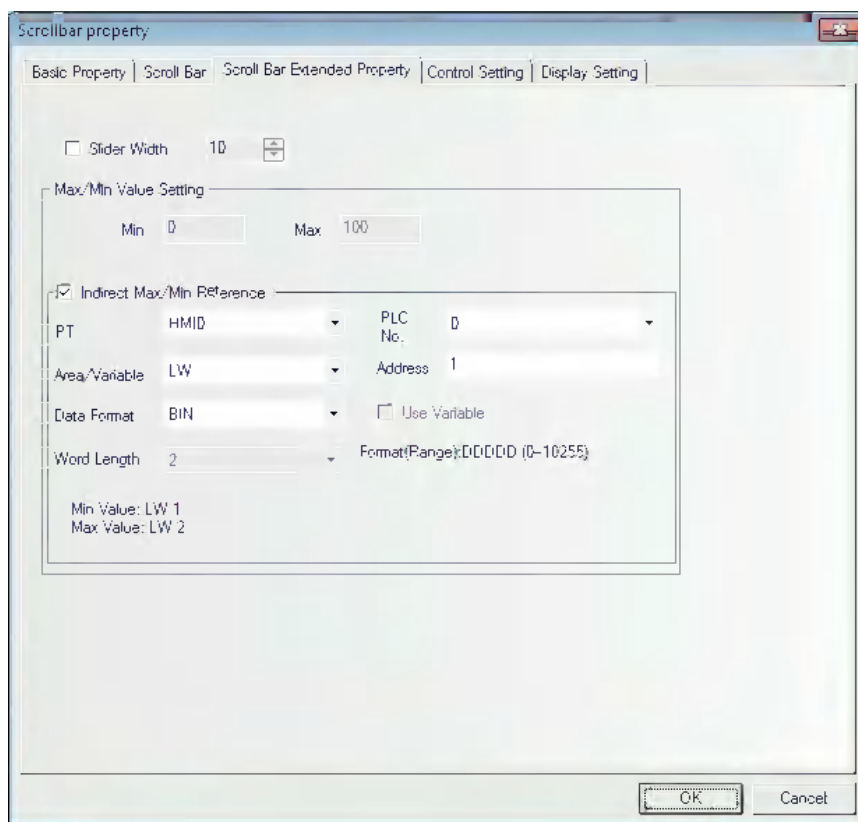 Scrollbar property
Basic Property Scroll Bar Scroll Bar Extended Property Control Setting Display Setting
Slider Width 10
Max/Min Value Setting
Min 0 Max 100
Indirect Max/Min Reference
PT HMI0 PLC No. 0
Area/Variable LW Address 1
Data Format BIN Use Variable
Word Length 2 Format(Range):DDDDD (0~10255)
Min Value: LW 1
Max Value: LW 2
OK Cancel